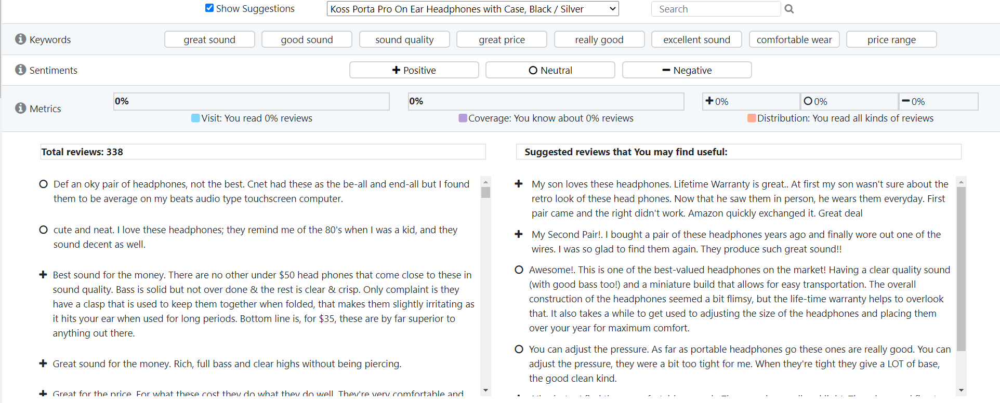 Show Suggestions
Koss Porta Pro On Ear Headphones with Case, Black / Silver
Search
Keywords
great sound
good sound
sound quality
great price
really good
excellent sound
comfortable wear
price range
Sentiments
Positive
Neutral
Negative
Metrics
0%
0%
0%
0%
0%
Visit: You read 0% reviews
Coverage: You know about 0% reviews
Distribution: You read all kinds of reviews
Total reviews: 338
Def an oky pair of headphones, not the best. Cnet had these as the be-all and end-all but I found
them to be average on my beats audio type touchscreen computer.
cute and neat. I love these headphones; they remind me of the 80's when I was a kid, and they
sound decent as well.
Best sound for the money. There are no other under $50 head phones that come close to these in
sound quality. Bass is solid but not over done & the rest is clear & crisp. Only complaint is they
have a clasp that is used to keep them together when folded, that makes them slightly irritating as
it hits your ear when used for long periods. Bottom line is, for $35, these are by far superior to
anything out there.
Great sound for the money. Rich, full bass and clear highs without being piercing.
Great for the price. For what these cost they do what they do well. They're very comfortable and
Suggested reviews that You may find useful:
My son loves these headphones. Lifetime Warranty is great.. At first my son wasn't sure about the
retro look of these head phones. Now that he saw them in person, he wears them everyday. First
pair came and the right didn't work. Amazon quickly exchanged it. Great deal
My Second Pair!. I bought a pair of these headphones years ago and finally wore out one of the
wires. I was so glad to find them again. They produce such great sound!!
Awesome!. This is one of the best-valued headphones on the market! Having a clear quality sound
(with good bass too!) and a miniature build that allows for easy transportation. The overall
construction of the headphones seemed a bit flimsy, but the life-time warranty helps to overlook
that. It also takes a while to get used to adjusting the size of the headphones and placing them
over your year for maximum comfort.
You can adjust the pressure. As far as portable headphones go these ones are really good. You can
adjust the pressure, they were a bit too tight for me. When they're tight they give a LOT of base,
the good clean kind.